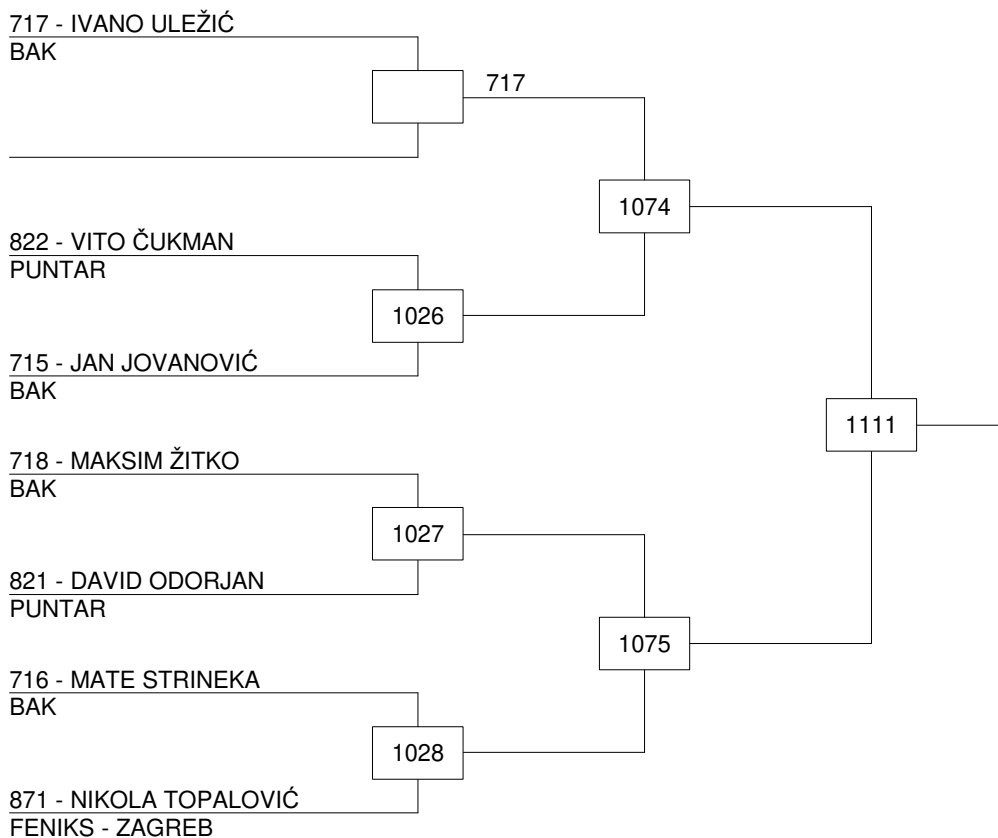 717 - IVANO ULEŽIĆ
BAK
717
1074
822 - VITO ČUKMAN
PUNTAR
1026
715 - JAN JOVANOVIĆ
BAK
1111
718 - MAKSIM ŽITKO
BAK
1027
821 - DAVID ODORJAN
PUNTAR
1075
716 - MATE STRINEKA
BAK
1028
871 - NIKOLA TOPALOVIĆ
FENIKS - ZAGREB